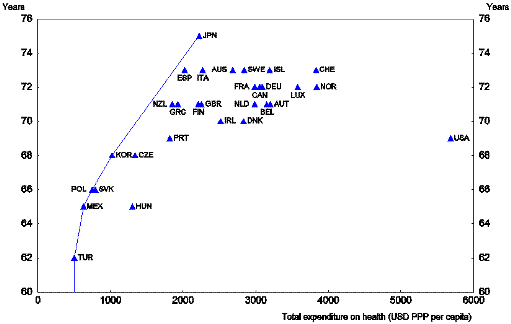 Years Years
76 76
JPN
74 74
ESP ITA AUS SWE ISL CHE
72 72
FRA CAN DEU LUX NOR
NZL GRC FIN GBR NLD BEL AUT
70 70
IRL DNK
PRT USA
68 68
KOR CZE
66 66
POL SVK
MEX HUN
64 64
62 62
TUR
60 60
0 1000 2000 3000 4000 5000 6000
Total expenditure on health (USD PPP per capita)